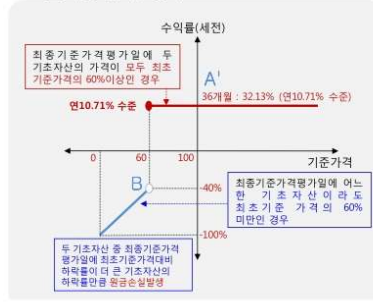 수익률(세전)
최종기준가격평가일에 두
기초자산의 가격이 모두 최초
기준가격의 60%이상인 경우
A'
36개월 : 32.13% (연10.71% 수준)
연10.71% 수준
0 60 100
기준가격
B
-40%
최종기준가격평가일에 어느
한 기초자산이라도
최초기준 가격의 60%
미만인 경우
-100%
두 기초자산 중 최종기준가격
평가일에 최초기준가격대비
하락률이 더 큰 기초자산의
하락률만큼 원금손실발생